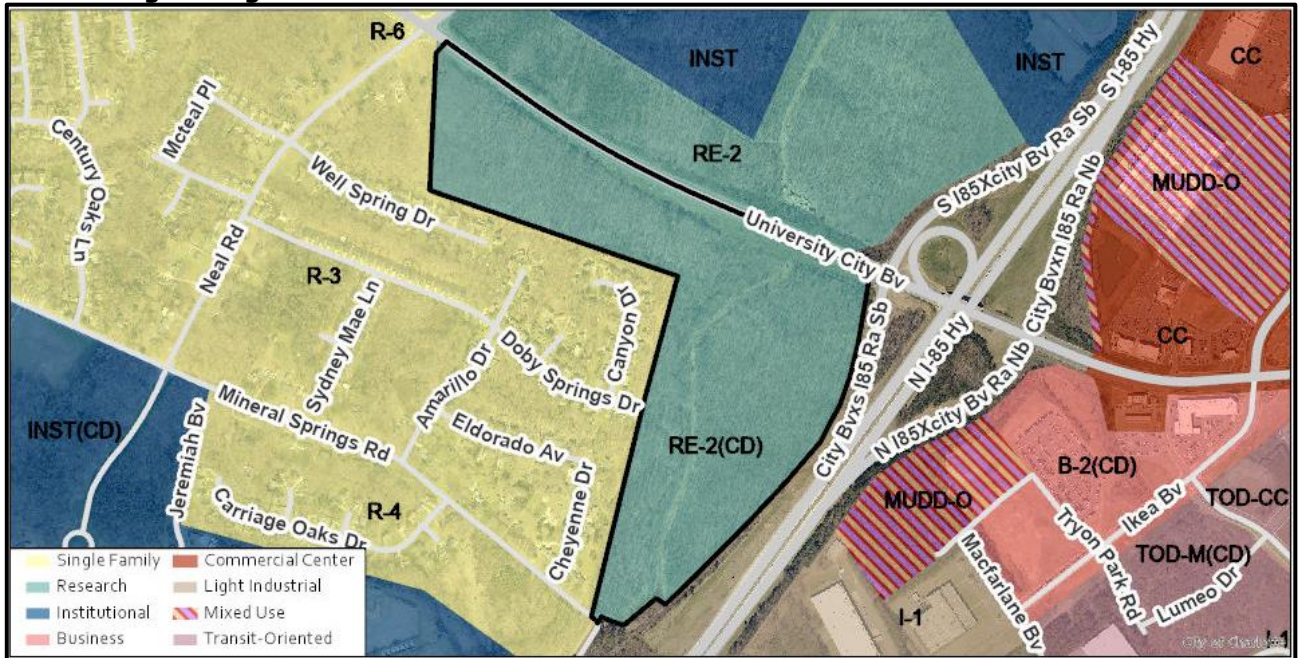 R-6
INST
INST
CC
S I-85 Hy
Mcteal Pl
Century Oaks Ln
Well Spring Dr
RE-2
S I85Xcity Bv Ra Sb
MUDD-O
City Bvxn I85 Ra Nb
University City Bv
Neal Rd
R-3
Sydney Mae Ln
Canyon Dr
Amarillo Dr
Doby Springs Dr
City Bvxs I85 Ra Sb
N I-85 Hy
CC
Mineral Springs Rd
Eldorado Av
INST(CD)
Jeremiah Bv
RE-2(CD)
N I85Xcity Bv Ra Nb
B-2(CD)
MUDD-O
Ikea Bv
TOD-CC
Carriage Oaks Dr
R-4
Cheyenne Dr
Tryon Park Rd
Macfarlane Bv
TOD-M(CD)
Lumeo Dr
I-1
I-1
Single Family
Commercial Center
Research
Light Industrial
Institutional
Mixed Use
Business
Transit-Oriented